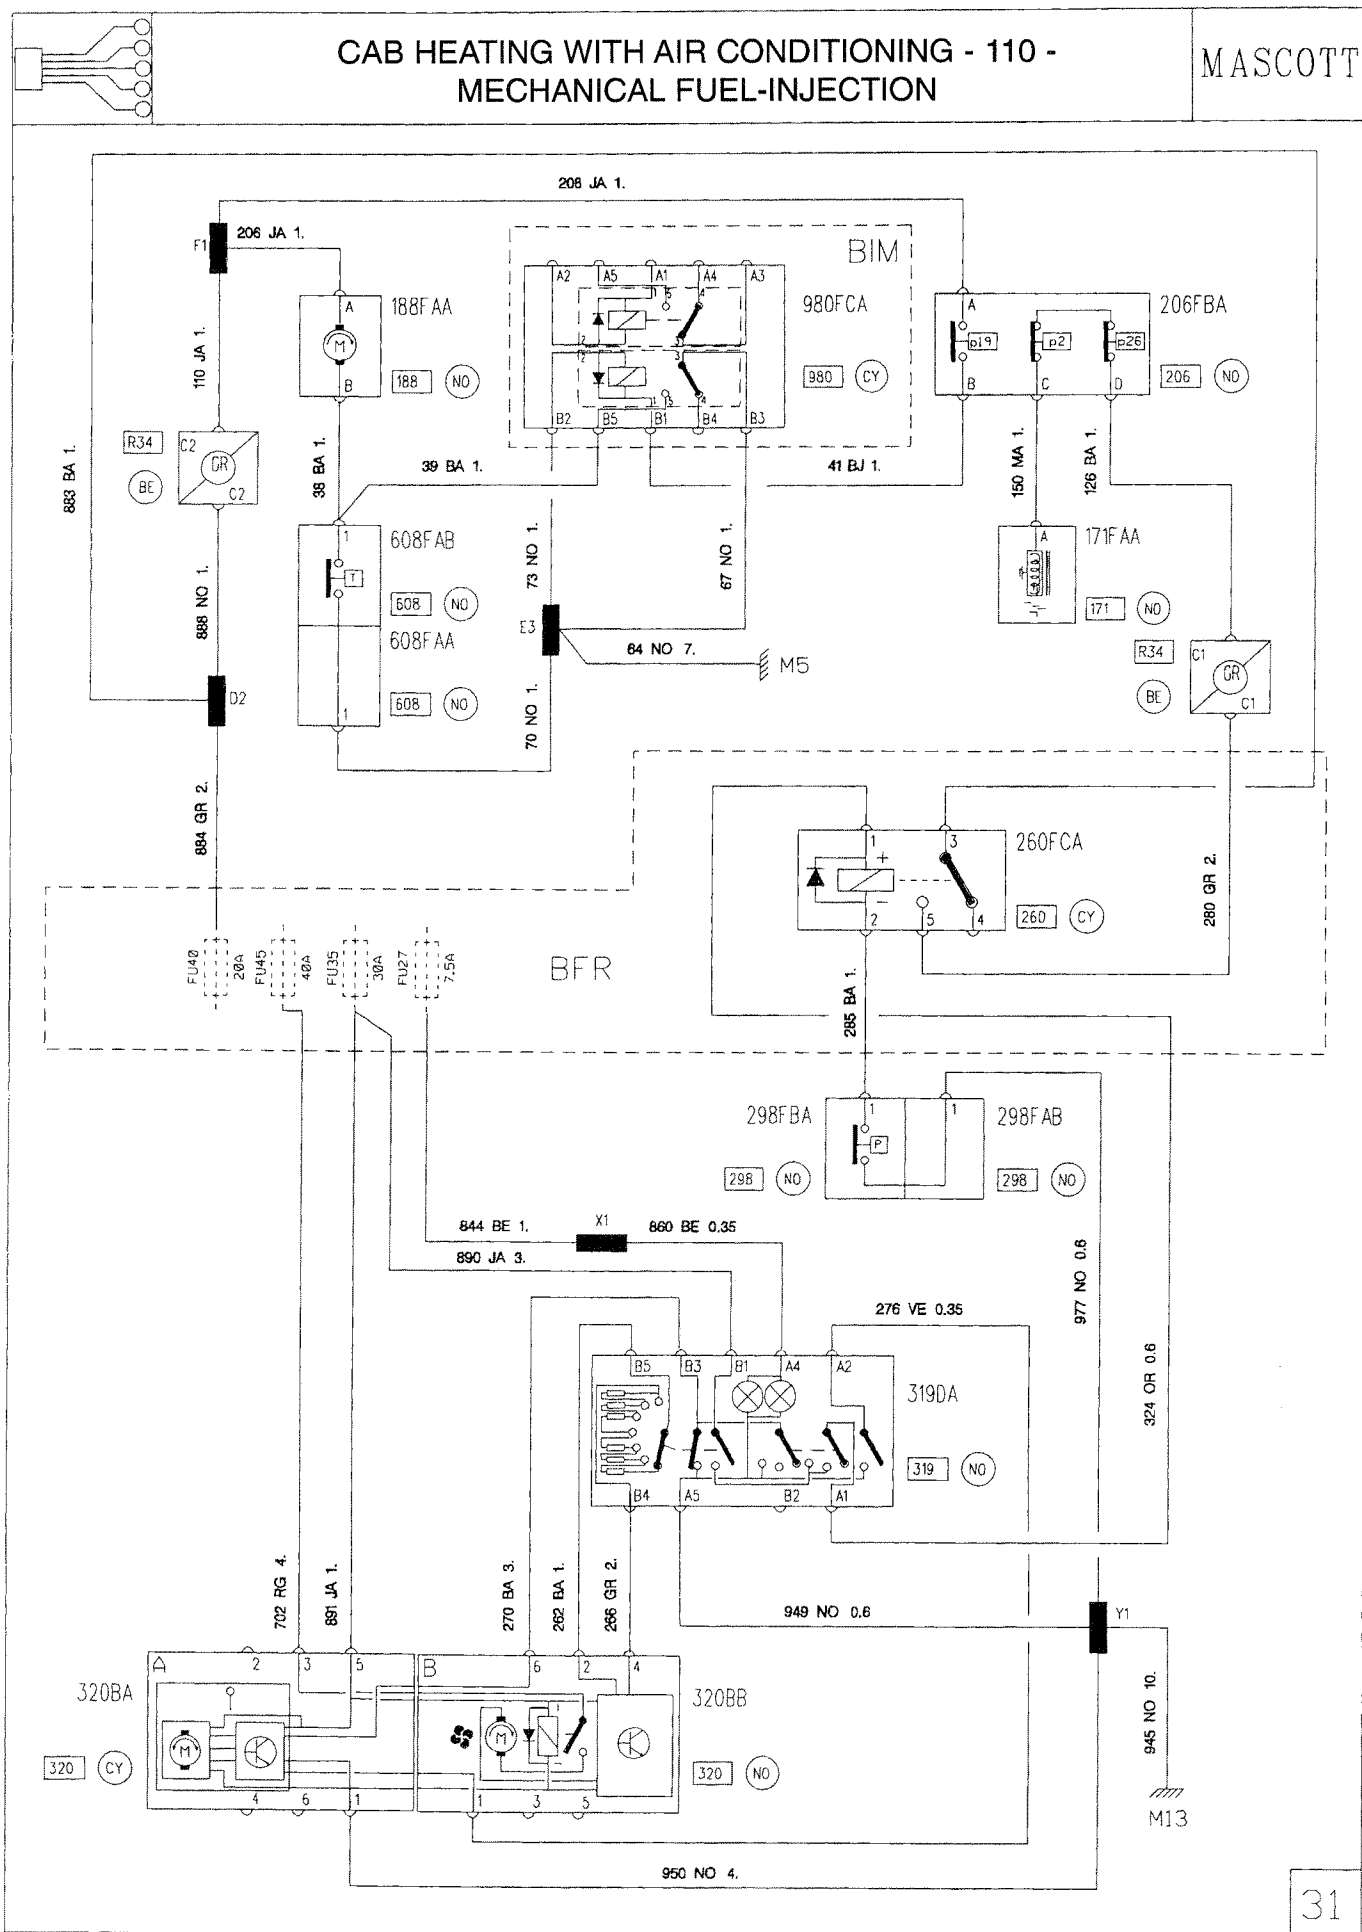 CAB HEATING WITH AIR CONDITIONING - 110 -
MECHANICAL FUEL-INJECTION
MASCOTT
206 JA 1.
F1
206 JA 1.
BIM
A2 A5 A1 A4 A3
980FCA
980 CY
B2 B5 B1 B4 B3
188FAA
A
M
B
188 NO
206FBA
A
p19 p2 p26
B C D
206 NO
110 JA 1.
883 BA 1.
R34
BE
C2
GR
C2
38 BA 1.
39 BA 1.
41 BJ 1.
150 MA 1.
126 BA 1.
608FAB
1
T
608 NO
608FAA
608 NO
1
888 NO 1.
73 NO 1.
67 NO 1.
E3
64 NO 7.
M5
70 NO 1.
171FAA
A
171 NO
R34
BE
C1
GR
C1
D2
884 GR 2.
260FCA
1 3
+
-
2 5 4
260 CY
280 GR 2.
FU40 20A
FU45 40A
FU35 30A
FU27 7.5A
BFR
285 BA 1.
298FBA
1 1
P
298FAB
298 NO
298 NO
844 BE 1.
X1
860 BE 0.35
890 JA 3.
276 VE 0.35
977 NO 0.6
324 OR 0.6
B5 B3 B1 A4 A2
319DA
319 NO
B4 A5 B2 A1
702 RG 4.
891 JA 1.
270 BA 3.
262 BA 1.
266 GR 2.
949 NO 0.6
Y1
945 NO 10.
M13
320BA
A
2 3 5
M
320 CY
4 6 1
B
6 2 4
M
320BB
320 NO
1 3 5
950 NO 4.
31